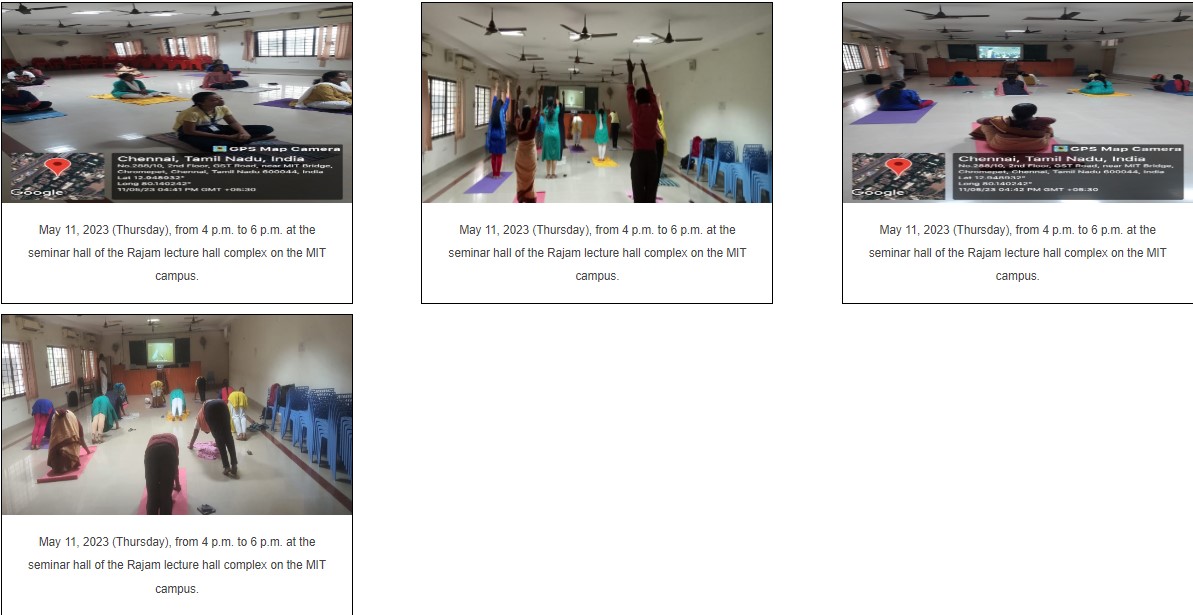 GPS Map Camera
Chennai, Tamil Nadu, India
No.288/10, 2nd Floor, GST Road, near MIT Bridge,
Chromepet, Chennai, Tamil Nadu 600044, India
Lat 12.948932°
Long 80.140242°
11/05/23 04:41 PM GMT +05:30
Google
May 11, 2023 (Thursday), from 4 p.m. to 6 p.m. at the
seminar hall of the Rajam lecture hall complex on the MIT
campus.
May 11, 2023 (Thursday), from 4 p.m. to 6 p.m. at the
seminar hall of the Rajam lecture hall complex on the MIT
campus.
GPS Map Camera
Chennai, Tamil Nadu, India
No.288/10, 2nd Floor, GST Road, near MIT Bridge,
Chromepet, Chennai, Tamil Nadu 600044, India
Lat 12.948932°
Long 80.140242°
11/05/23 04:42 PM GMT +05:30
Google
May 11, 2023 (Thursday), from 4 p.m. to 6 p.m. at the
seminar hall of the Rajam lecture hall complex on the MIT
campus.
May 11, 2023 (Thursday), from 4 p.m. to 6 p.m. at the
seminar hall of the Rajam lecture hall complex on the MIT
campus.